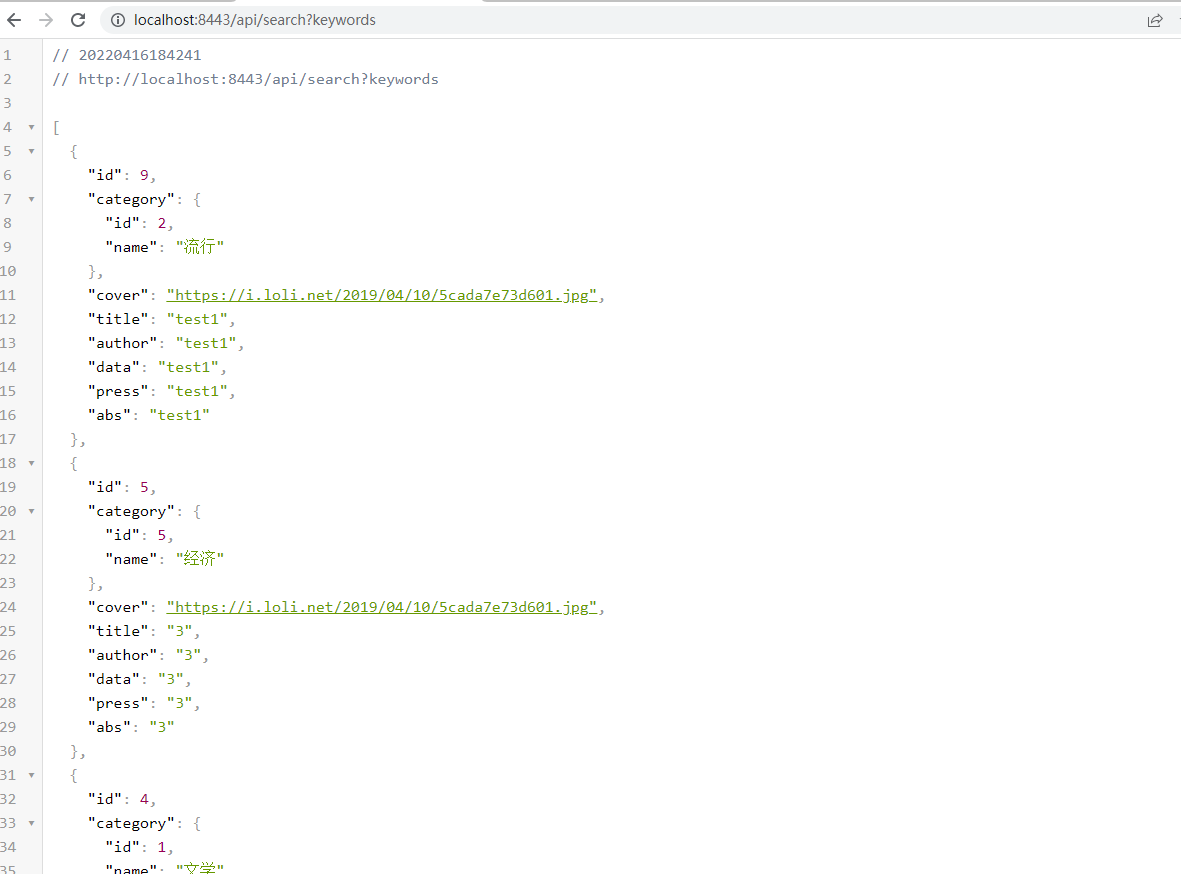 localhost:8443/api/search?keywords
1 // 20220416184241
2 // http://localhost:8443/api/search?keywords
3
4 [
5 {
6 "id": 9,
7 "category": {
8 "id": 2,
9 "name": "流行"
10 },
11 "cover": "https://i.loli.net/2019/04/10/5cada7e73d601.jpg",
12 "title": "test1",
13 "author": "test1",
14 "data": "test1",
15 "press": "test1",
16 "abs": "test1"
17 },
18 {
19 "id": 5,
20 "category": {
21 "id": 5,
22 "name": "经济"
23 },
24 "cover": "https://i.loli.net/2019/04/10/5cada7e73d601.jpg",
25 "title": "3",
26 "author": "3",
27 "data": "3",
28 "press": "3",
29 "abs": "3"
30 },
31 {
32 "id": 4,
33 "category": {
34 "id": 1,
35 "name": "文学"